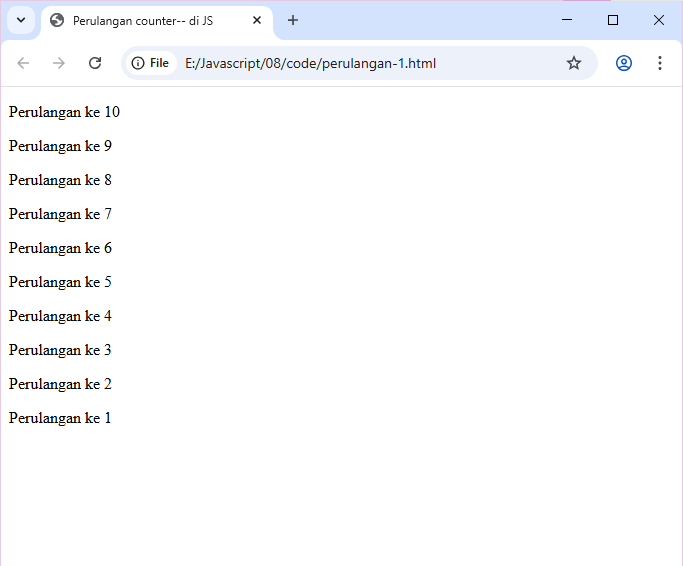 Perulangan counter-- di JS
File
E:/Javascript/08/code/perulangan-1.html
Perulangan ke 10
Perulangan ke 9
Perulangan ke 8
Perulangan ke 7
Perulangan ke 6
Perulangan ke 5
Perulangan ke 4
Perulangan ke 3
Perulangan ke 2
Perulangan ke 1